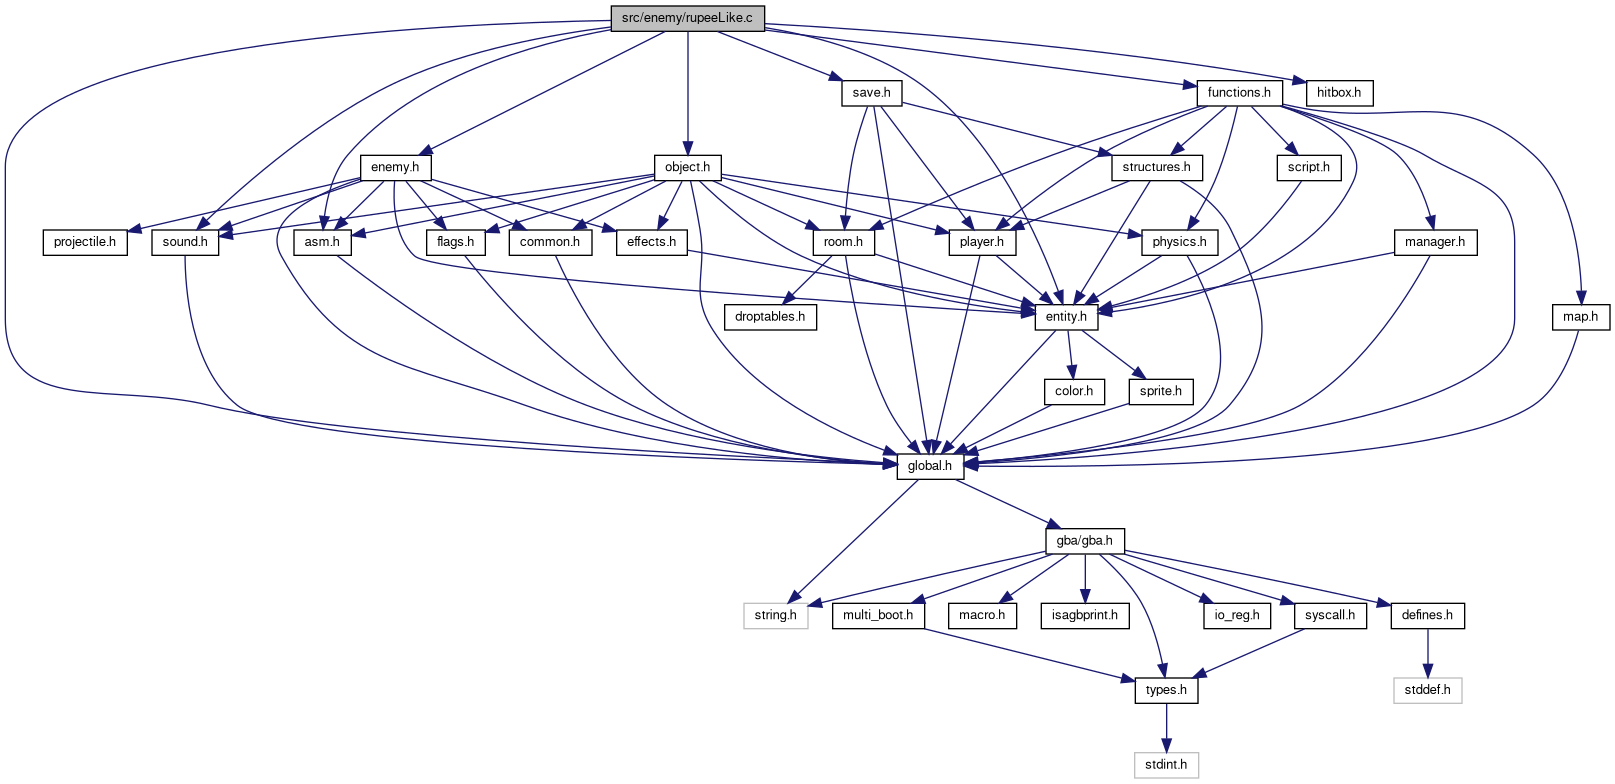 src/enemy/rupeeLike.c
save.h
functions.h
hitbox.h
enemy.h
object.h
structures.h
script.h
projectile.h
sound.h
asm.h
flags.h
common.h
effects.h
room.h
player.h
physics.h
manager.h
droptables.h
entity.h
map.h
color.h
sprite.h
global.h
gba/gba.h
string.h
multi_boot.h
macro.h
isagbprint.h
io_reg.h
syscall.h
defines.h
types.h
stddef.h
stdint.h